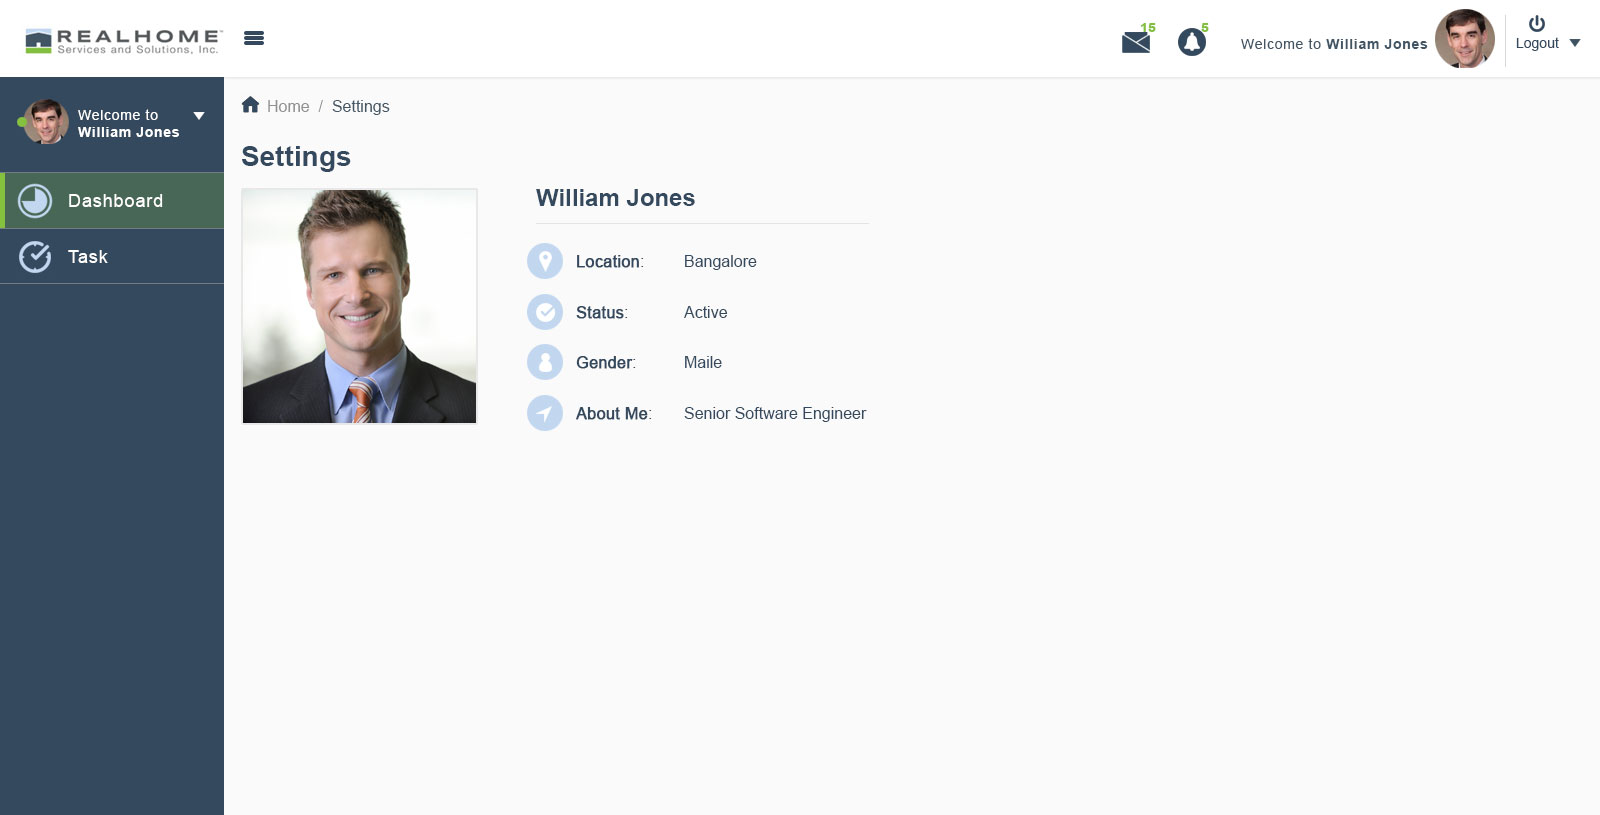 REALHOME
Services and Solutions, Inc.
15
5
Welcome to William Jones
Logout
Welcome to
William Jones
Dashboard
Task
Home / Settings
Settings
William Jones
Location: Bangalore
Status: Active
Gender: Maile
About Me: Senior Software Engineer